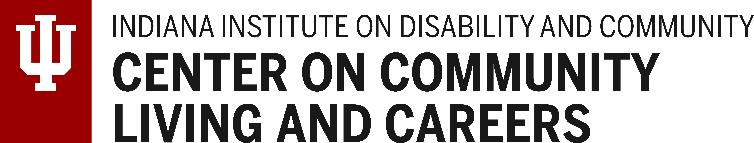 INDIANA INSTITUTE ON DISABILITY AND COMMUNITY
CENTER ON COMMUNITY
LIVING AND CAREERS